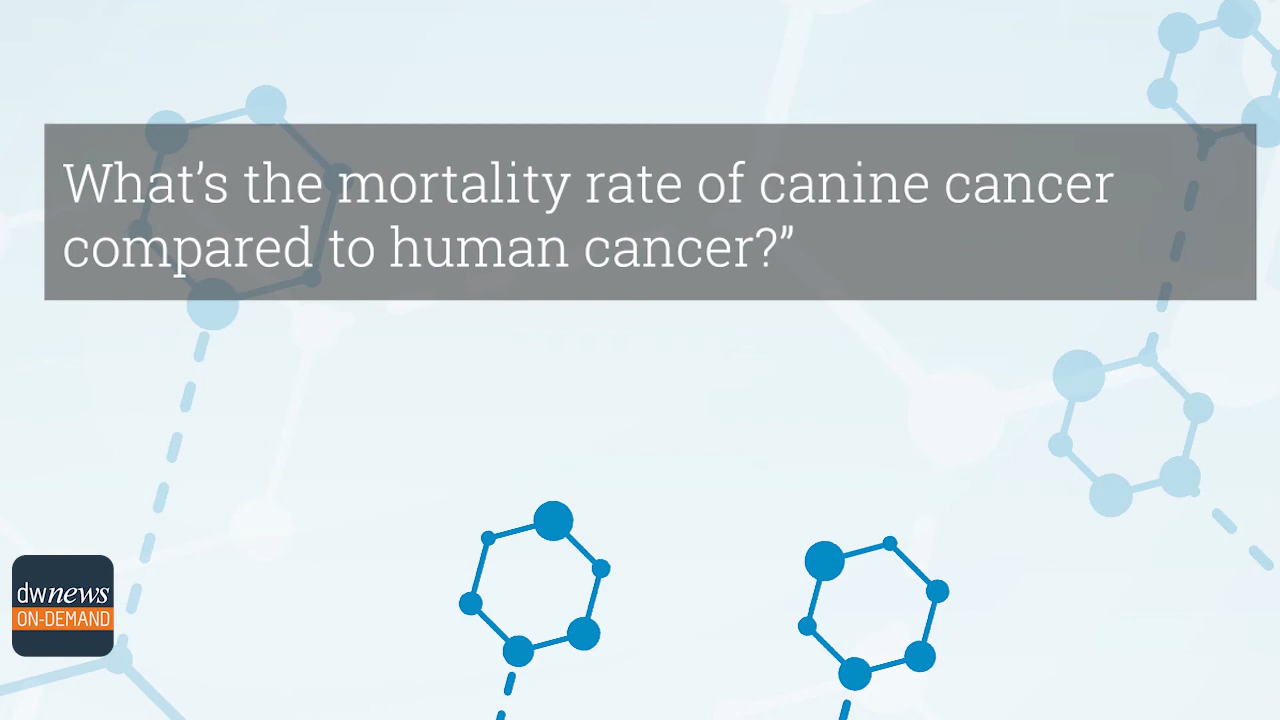 What’s the mortality rate of canine cancer
compared to human cancer?”
dwnews
ON-DEMAND